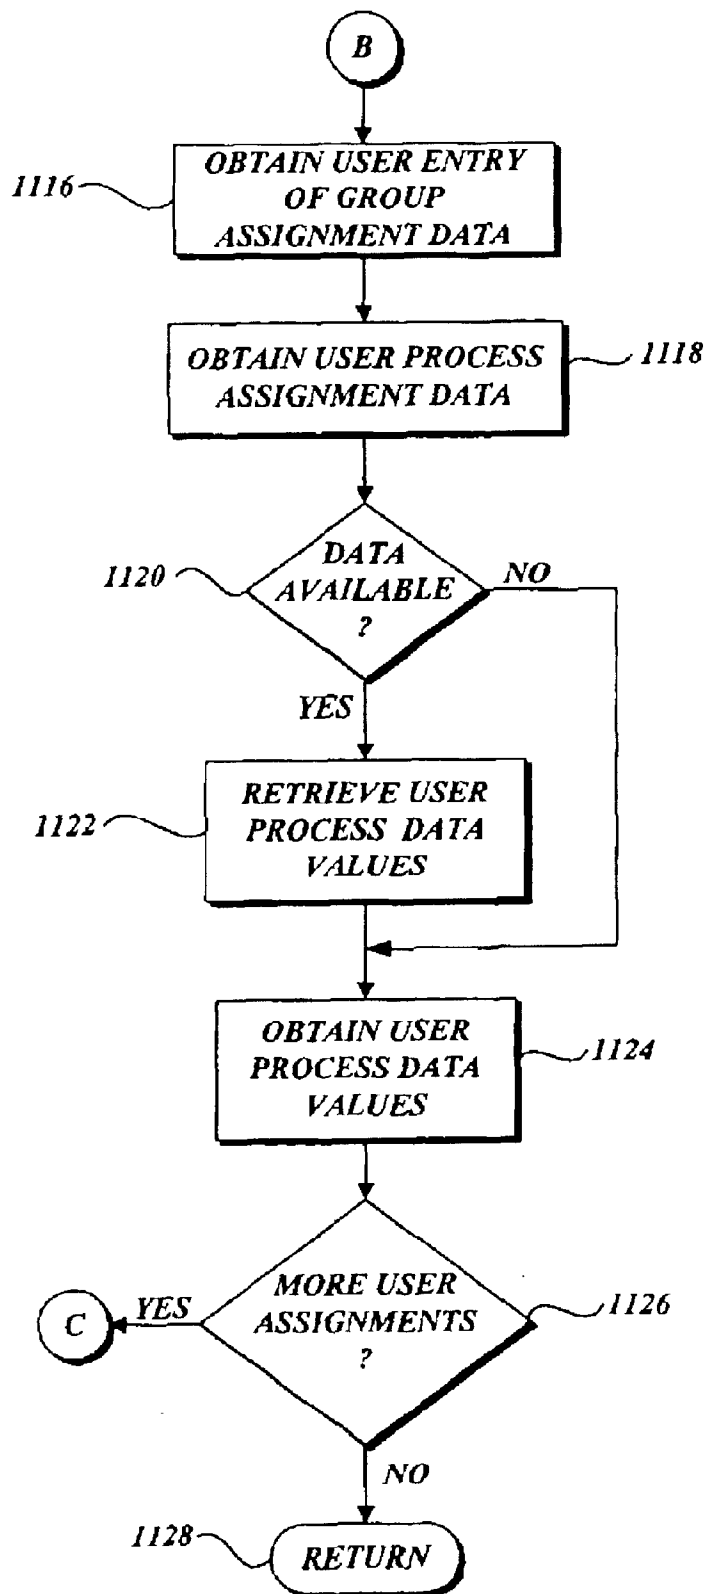 B
1116
OBTAIN USER ENTRY
OF GROUP
ASSIGNMENT DATA
OBTAIN USER PROCESS
ASSIGNMENT DATA
1118
1120
DATA
AVAILABLE
?
NO
YES
1122
RETRIEVE USER
PROCESS DATA
VALUES
OBTAIN USER
PROCESS DATA
VALUES
1124
C
YES
MORE USER
ASSIGNMENTS
?
1126
NO
1128
RETURN